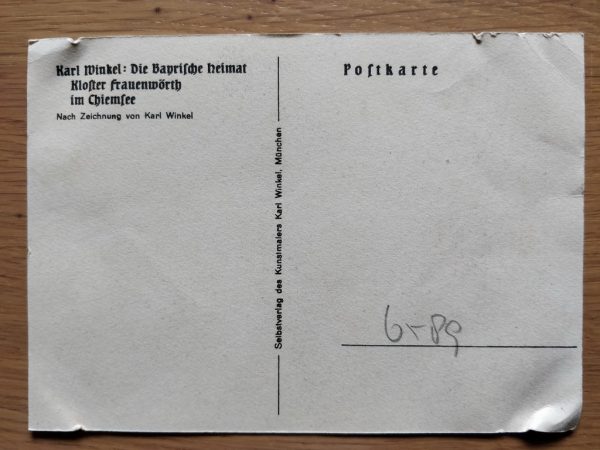 Karl Winkel: Die Bayrische Heimat
Kloster Frauenwörth
im Chiemsee
Nach Zeichnung von Karl Winkel
Selbstverlag des Kunstmalers Karl Winkel, München
Postkarte